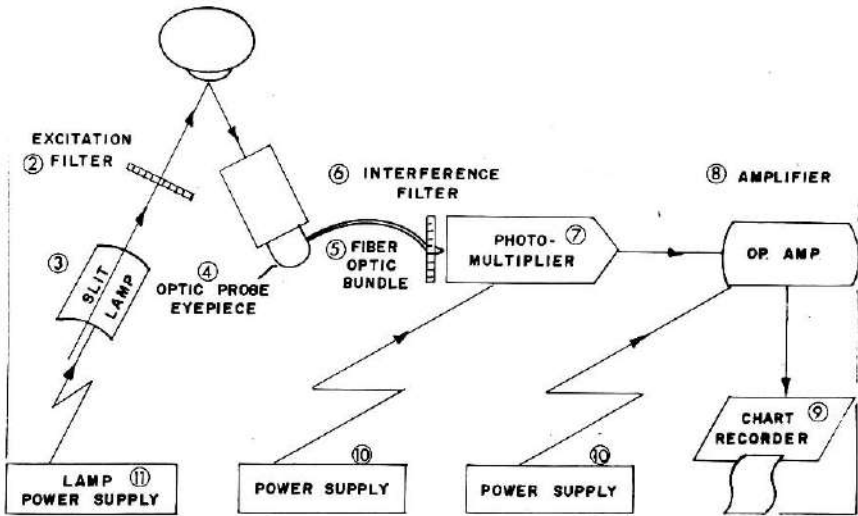 EXCITATION
② FILTER
⑥ INTERFERENCE
FILTER
⑧ AMPLIFIER
③
SLIT
LAMP
④
OPTIC PROBE
EYEPIECE
⑤ FIBER
OPTIC
BUNDLE
PHOTO- ⑦
MULTIPLIER
OP. AMP.
CHART ⑨
RECORDER
LAMP ⑪
POWER SUPPLY
⑩
POWER SUPPLY
⑩
POWER SUPPLY